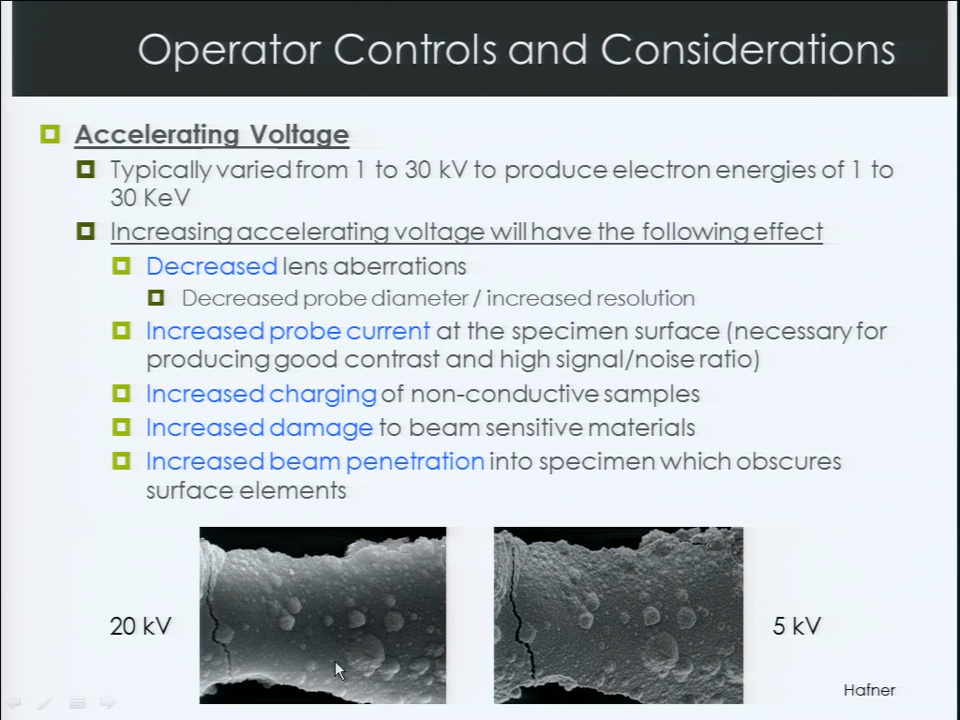 Operator Controls and Considerations
Accelerating Voltage
Typically varied from 1 to 30 kV to produce electron energies of 1 to
30 KeV
Increasing accelerating voltage will have the following effect
Decreased lens aberrations
Decreased probe diameter / increased resolution
Increased probe current at the specimen surface (necessary for
producing good contrast and high signal/noise ratio)
Increased charging of non-conductive samples
Increased damage to beam sensitive materials
Increased beam penetration into specimen which obscures
surface elements
20 kV
5 kV
Hafner